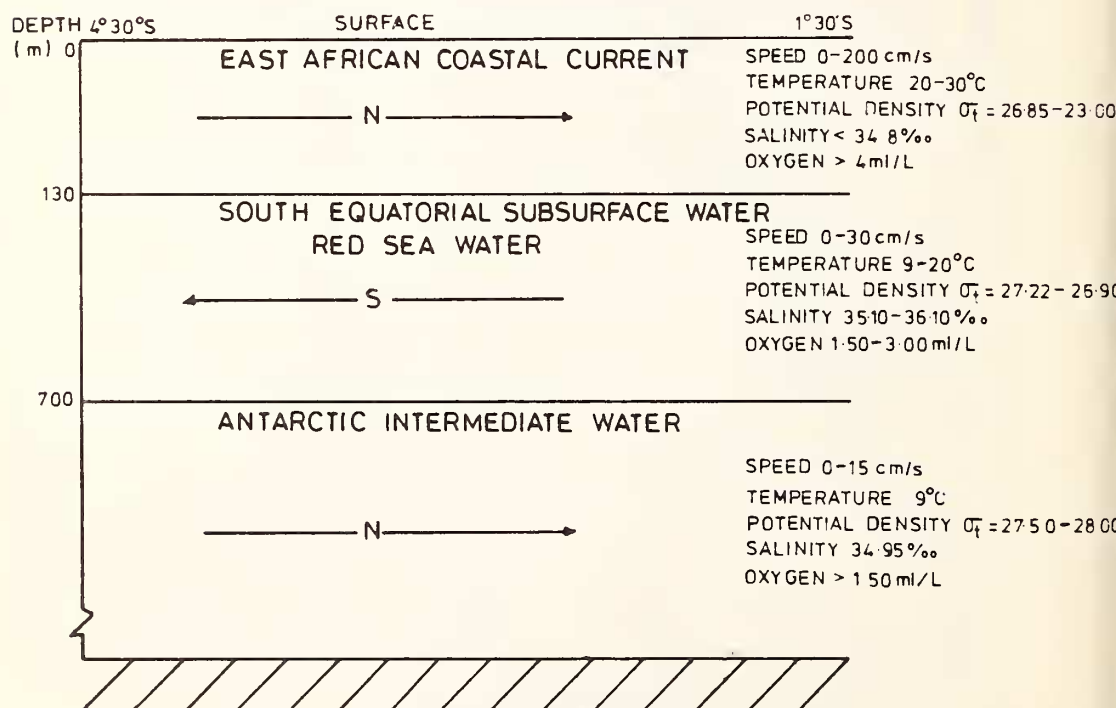 DEPTH 4°30°S SURFACE 1°30'S
(m) 0
EAST AFRICAN COASTAL CURRENT
N
SPEED 0-200 cm/s
TEMPERATURE 20-30°C
POTENTIAL DENSITY σt = 26·85-23·00
SALINITY < 34 8‰
OXYGEN > 4ml/L
130
SOUTH EQUATORIAL SUBSURFACE WATER
RED SEA WATER
S
SPEED 0-30cm/s
TEMPERATURE 9-20°C
POTENTIAL DENSITY σt = 27·22-26·90
SALINITY 35·10-36·10‰
OXYGEN 1·50-3·00ml/L
700
ANTARCTIC INTERMEDIATE WATER
N
SPEED 0-15 cm/s
TEMPERATURE 9°C
POTENTIAL DENSITY σt = 27·50-28 00
SALINITY 34·95‰
OXYGEN > 1 50ml/L